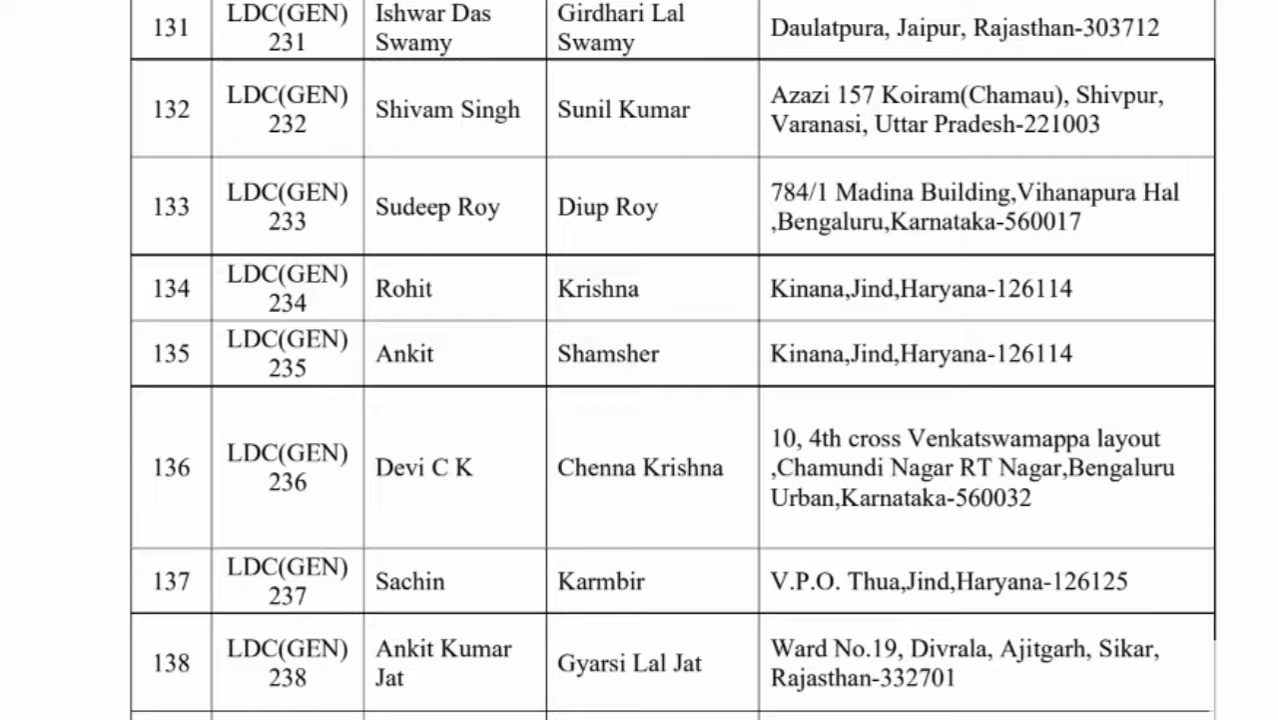 131 LDC(GEN) 231 Ishwar Das Swamy Girdhari Lal Swamy Daulatpura, Jaipur, Rajasthan-303712
132 LDC(GEN) 232 Shivam Singh Sunil Kumar Azazi 157 Koiram(Chamau), Shivpur, Varanasi, Uttar Pradesh-221003
133 LDC(GEN) 233 Sudeep Roy Diup Roy 784/1 Madina Building,Vihanapura Hal ,Bengaluru,Karnataka-560017
134 LDC(GEN) 234 Rohit Krishna Kinana,Jind,Haryana-126114
135 LDC(GEN) 235 Ankit Shamsher Kinana,Jind,Haryana-126114
136 LDC(GEN) 236 Devi C K Chenna Krishna 10, 4th cross Venkatswamappa layout ,Chamundi Nagar RT Nagar,Bengaluru Urban,Karnataka-560032
137 LDC(GEN) 237 Sachin Karmbir V.P.O. Thua,Jind,Haryana-126125
138 LDC(GEN) 238 Ankit Kumar Jat Gyarsi Lal Jat Ward No.19, Divrala, Ajitgarh, Sikar, Rajasthan-332701